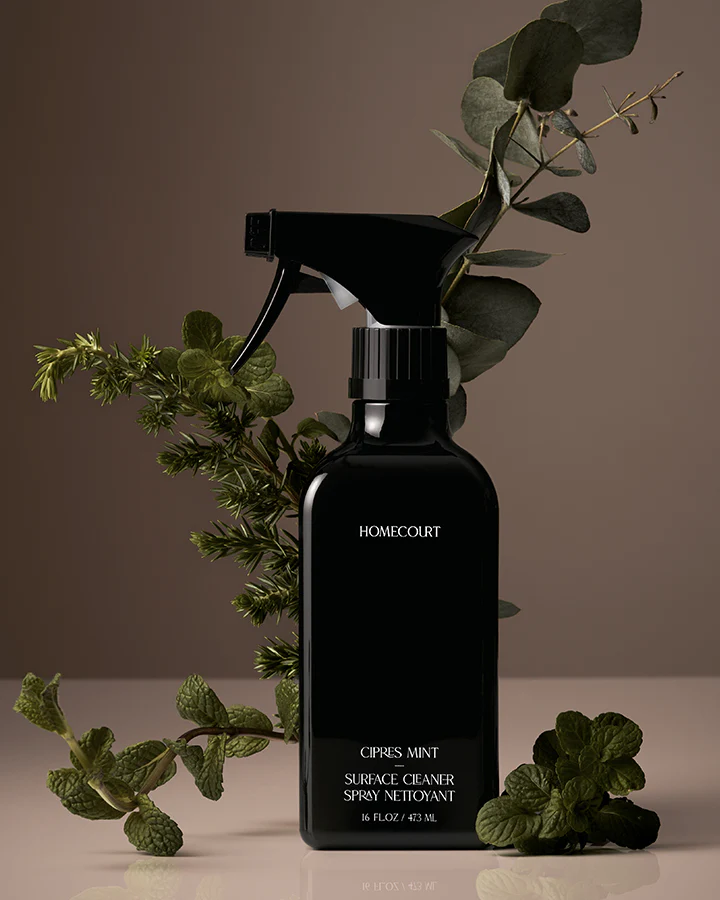 HOMECOURT
CIPRES MINT
SURFACE CLEANER
SPRAY NETTOYANT
16 FL.OZ / 473 ML